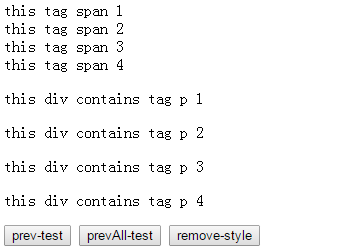 this tag span 1
this tag span 2
this tag span 3
this tag span 4
this div contains tag p 1
this div contains tag p 2
this div contains tag p 3
this div contains tag p 4
prev-test prevAll-test remove-style